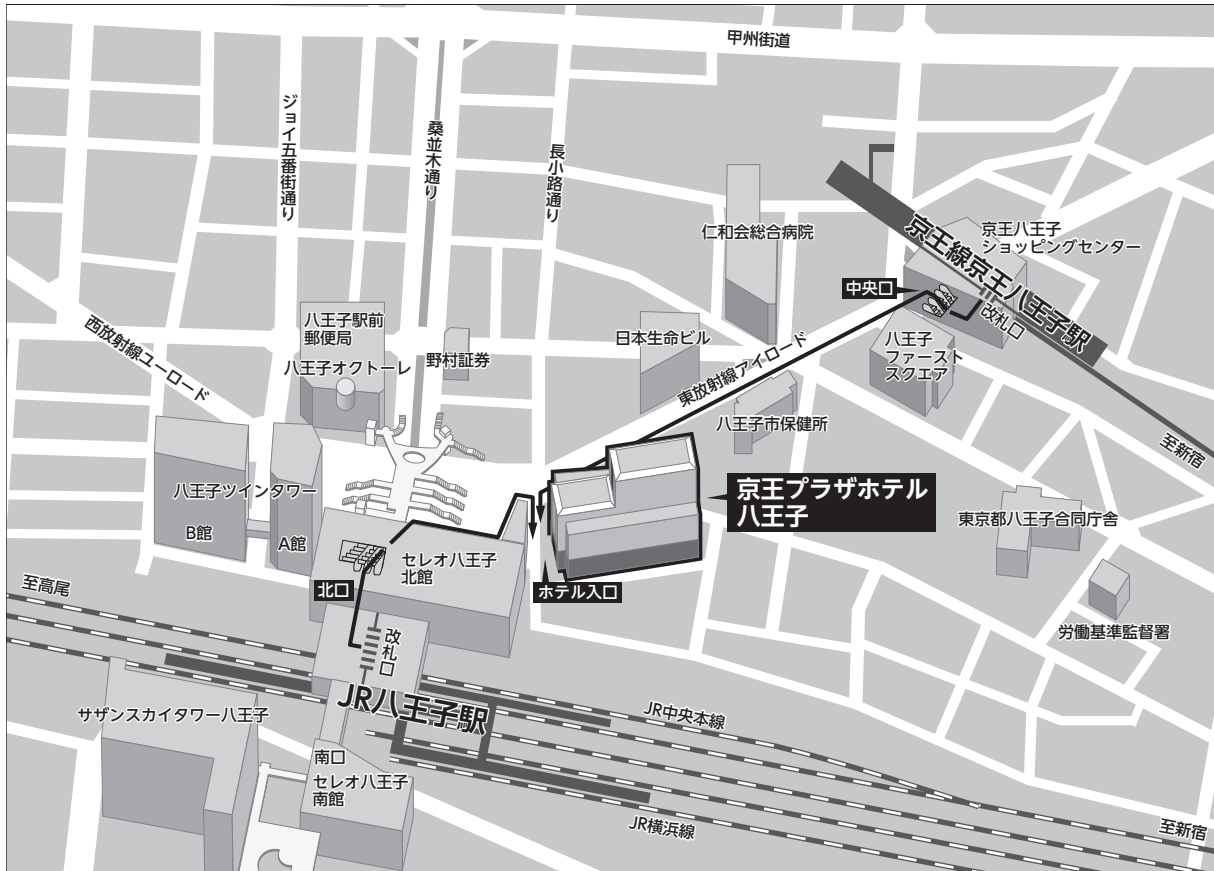 甲州街道
ジョイ五番街通り
桑並木通り
長小路通り
仁和会総合病院
京王線京王八王子駅
京王八王子
ショッピングセンター
中央口
改札口
八王子駅前
郵便局
八王子オクトーレ
野村証券
日本生命ビル
東放射線アイロード
八王子
ファースト
スクエア
西放射線ユーロード
八王子市保健所
至新宿
八王子ツインタワー
B館
A館
京王プラザホテル
八王子
東京都八王子合同庁舎
セレオ八王子
北館
至高尾
北口
ホテル入口
労働基準監督署
改札口
JR八王子駅
サザンスカイタワー八王子
JR中央本線
南口
セレオ八王子
南館
JR横浜線
至新宿